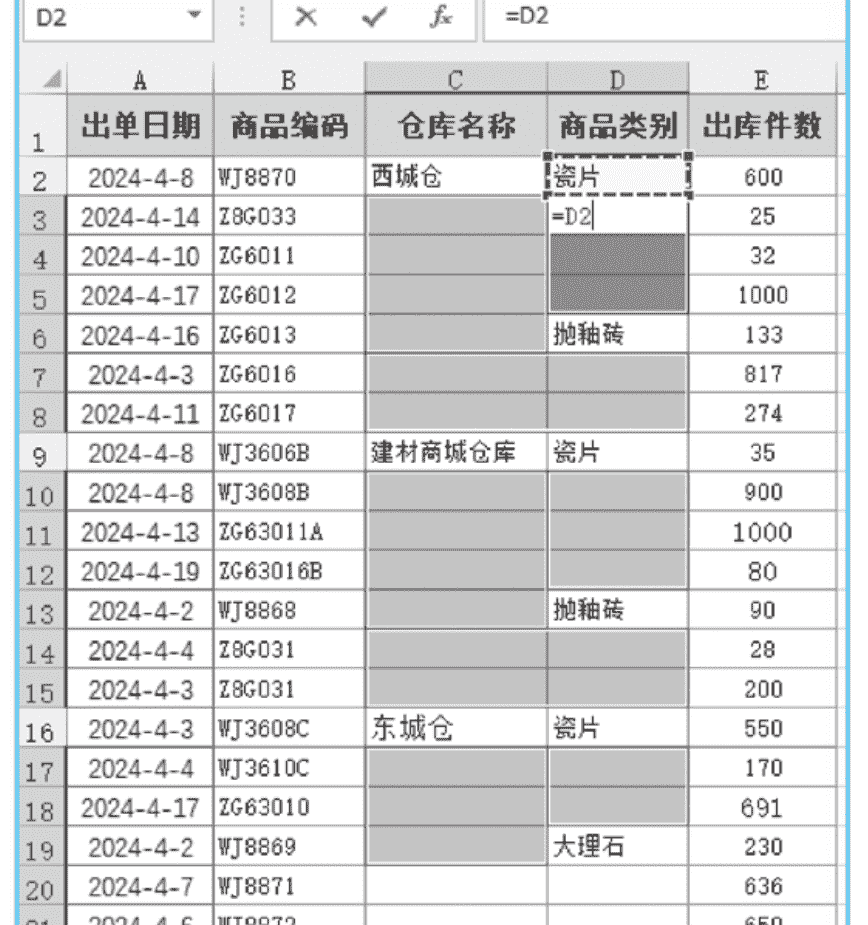 D2 fx =D2
A B C D E
1 出单日期 商品编码 仓库名称 商品类别 出库件数
2 2024-4-8 WJ8870 西城仓 瓷片 600
3 2024-4-14 Z8G033 =D2 25
4 2024-4-10 ZG6011 32
5 2024-4-17 ZG6012 1000
6 2024-4-16 ZG6013 抛釉砖 133
7 2024-4-3 ZG6016 817
8 2024-4-11 ZG6017 274
9 2024-4-8 WJ3606B 建材商城仓库 瓷片 35
10 2024-4-8 WJ3608B 900
11 2024-4-13 ZG63011A 1000
12 2024-4-19 ZG63016B 80
13 2024-4-2 WJ8868 抛釉砖 90
14 2024-4-4 Z8G031 28
15 2024-4-3 Z8G031 200
16 2024-4-3 WJ3608C 东城仓 瓷片 550
17 2024-4-4 WJ3610C 170
18 2024-4-17 ZG63010 691
19 2024-4-2 WJ8869 大理石 230
20 2024-4-7 WJ8871 636